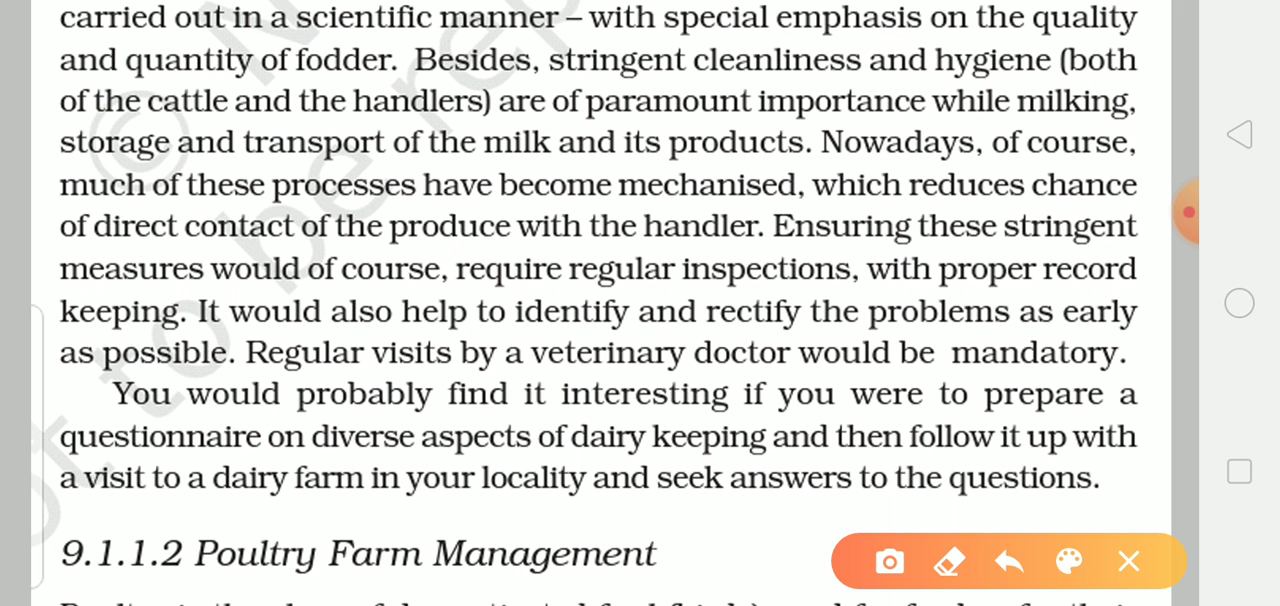 carried out in a scientific manner – with special emphasis on the quality
and quantity of fodder. Besides, stringent cleanliness and hygiene (both
of the cattle and the handlers) are of paramount importance while milking,
storage and transport of the milk and its products. Nowadays, of course,
much of these processes have become mechanised, which reduces chance
of direct contact of the produce with the handler. Ensuring these stringent
measures would of course, require regular inspections, with proper record
keeping. It would also help to identify and rectify the problems as early
as possible. Regular visits by a veterinary doctor would be mandatory.
You would probably find it interesting if you were to prepare a
questionnaire on diverse aspects of dairy keeping and then follow it up with
a visit to a dairy farm in your locality and seek answers to the questions.
9.1.1.2 Poultry Farm Management